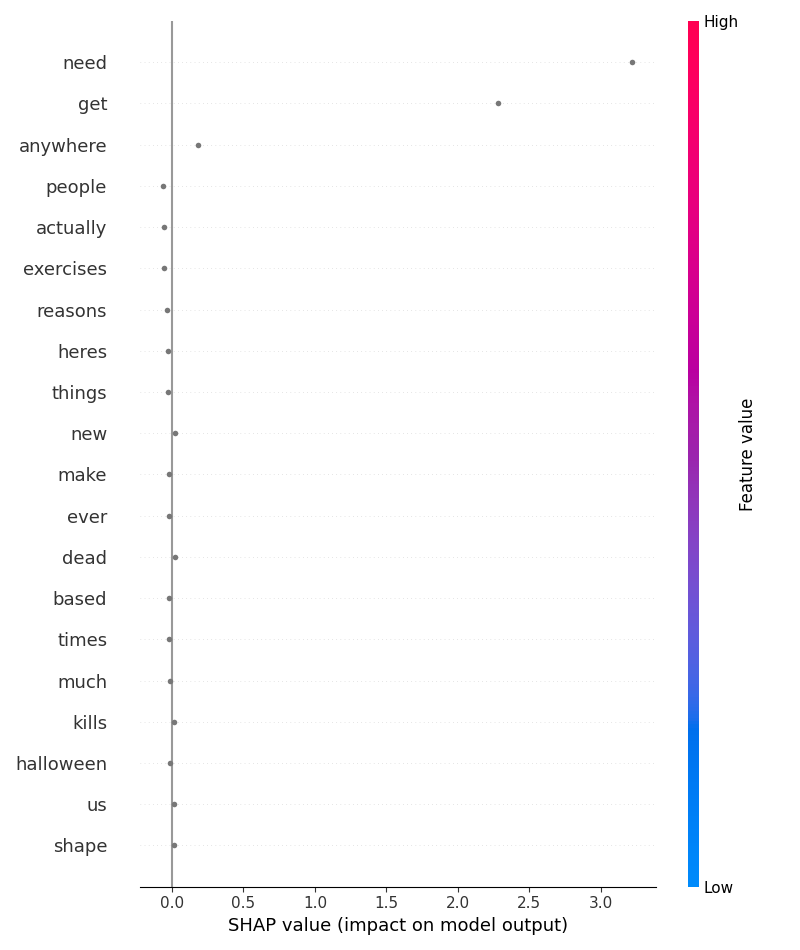 High
need
get
anywhere
people
actually
exercises
reasons
heres
things
new
make
ever
dead
based
times
much
kills
halloween
us
shape
Feature value
Low
0.0 0.5 1.0 1.5 2.0 2.5 3.0
SHAP value (impact on model output)